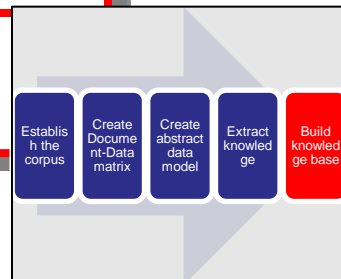 Establis
h the
corpus
Create
Docume
nt-Data
matrix
Create
abstract
data
model
Extract
knowled
ge
Build
knowled
ge base